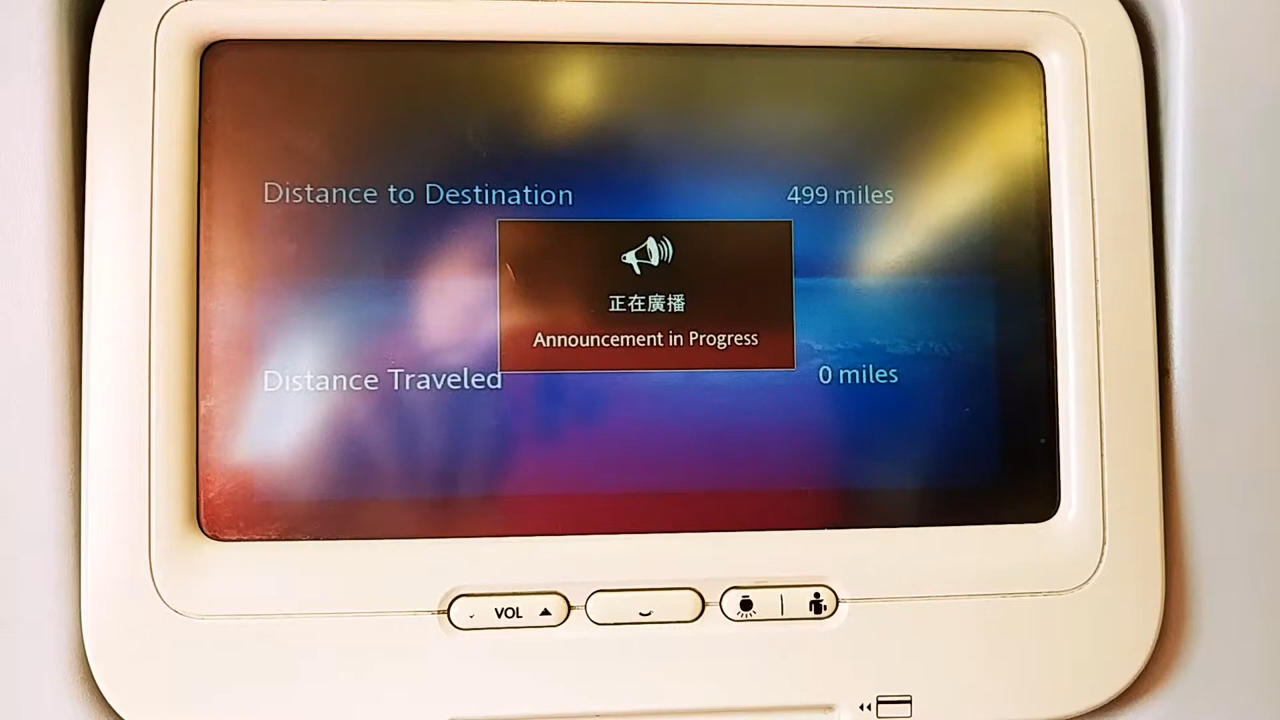 Distance to Destination 499 miles
正在廣播
Announcement in Progress
Distance Traveled 0 miles
VOL